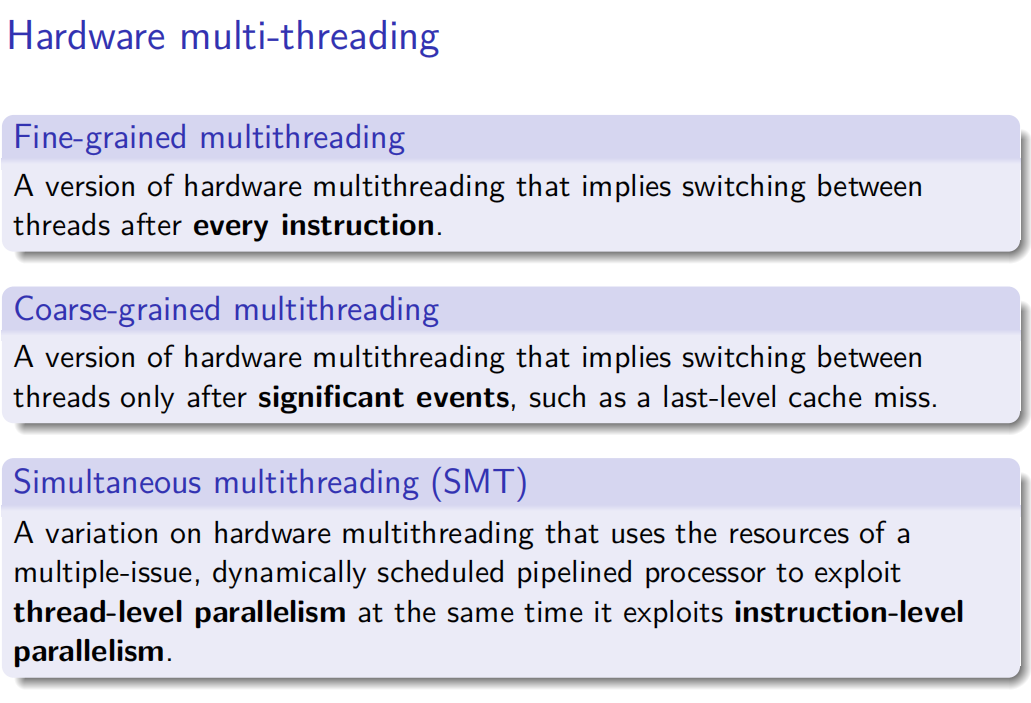 Hardware multi-threading
Fine-grained multithreading
A version of hardware multithreading that implies switching between
threads after every instruction.
Coarse-grained multithreading
A version of hardware multithreading that implies switching between
threads only after significant events, such as a last-level cache miss.
Simultaneous multithreading (SMT)
A variation on hardware multithreading that uses the resources of a
multiple-issue, dynamically scheduled pipelined processor to exploit
thread-level parallelism at the same time it exploits instruction-level
parallelism.